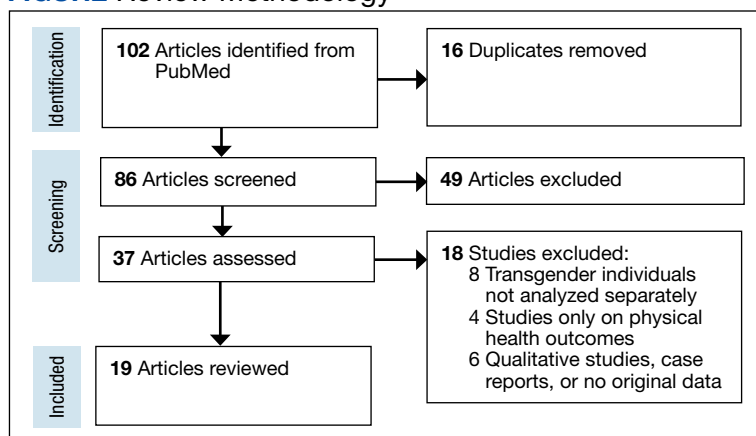 Review Methodology
Identification
102 Articles identified from
PubMed
16 Duplicates removed
Screening
86 Articles screened
49 Articles excluded
37 Articles assessed
18 Studies excluded:
8 Transgender individuals
not analyzed separately
4 Studies only on physical
health outcomes
6 Qualitative studies, case
reports, or no original data
Included
19 Articles reviewed